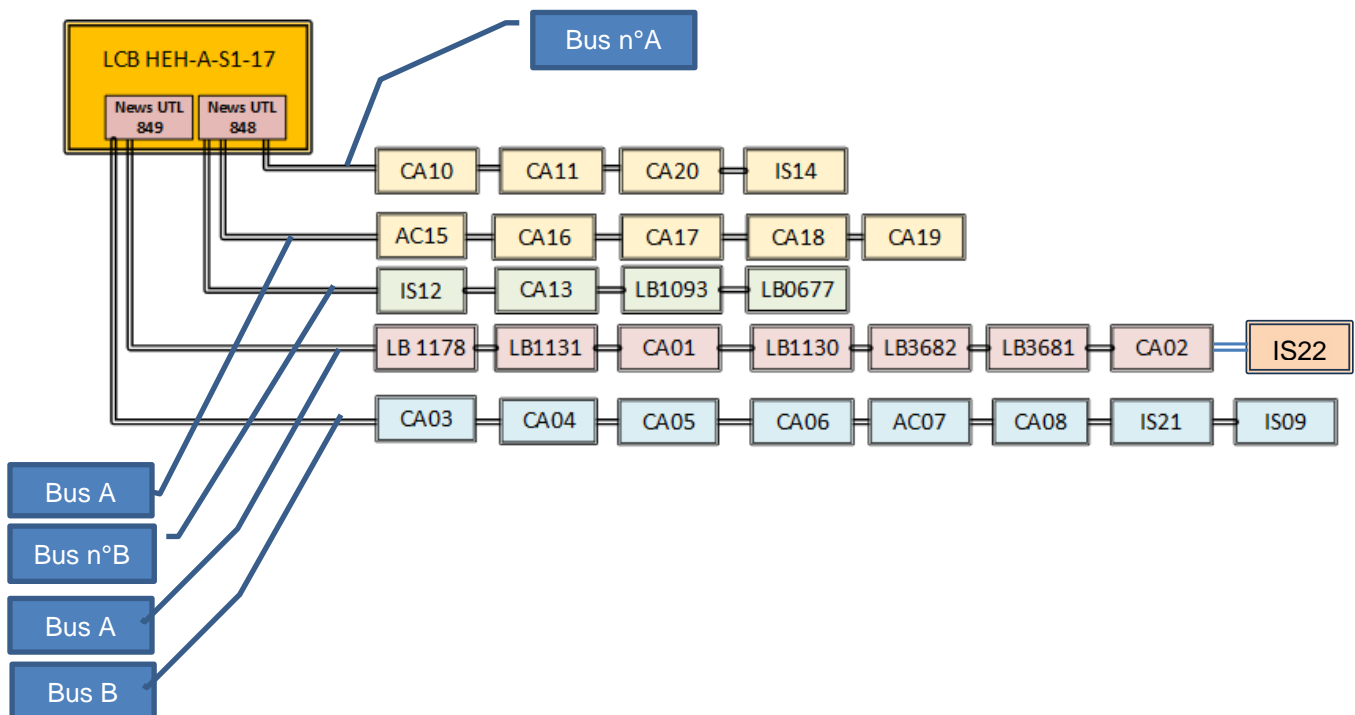 Bus n°A
LCB HEH-A-S1-17
News UTL
849
News UTL
848
CA10 CA11 CA20 IS14
AC15 CA16 CA17 CA18 CA19
IS12 CA13 LB1093 LB0677
LB 1178 LB1131 CA01 LB1130 LB3682 LB3681 CA02 IS22
CA03 CA04 CA05 CA06 AC07 CA08 IS21 IS09
Bus A
Bus n°B
Bus A
Bus B